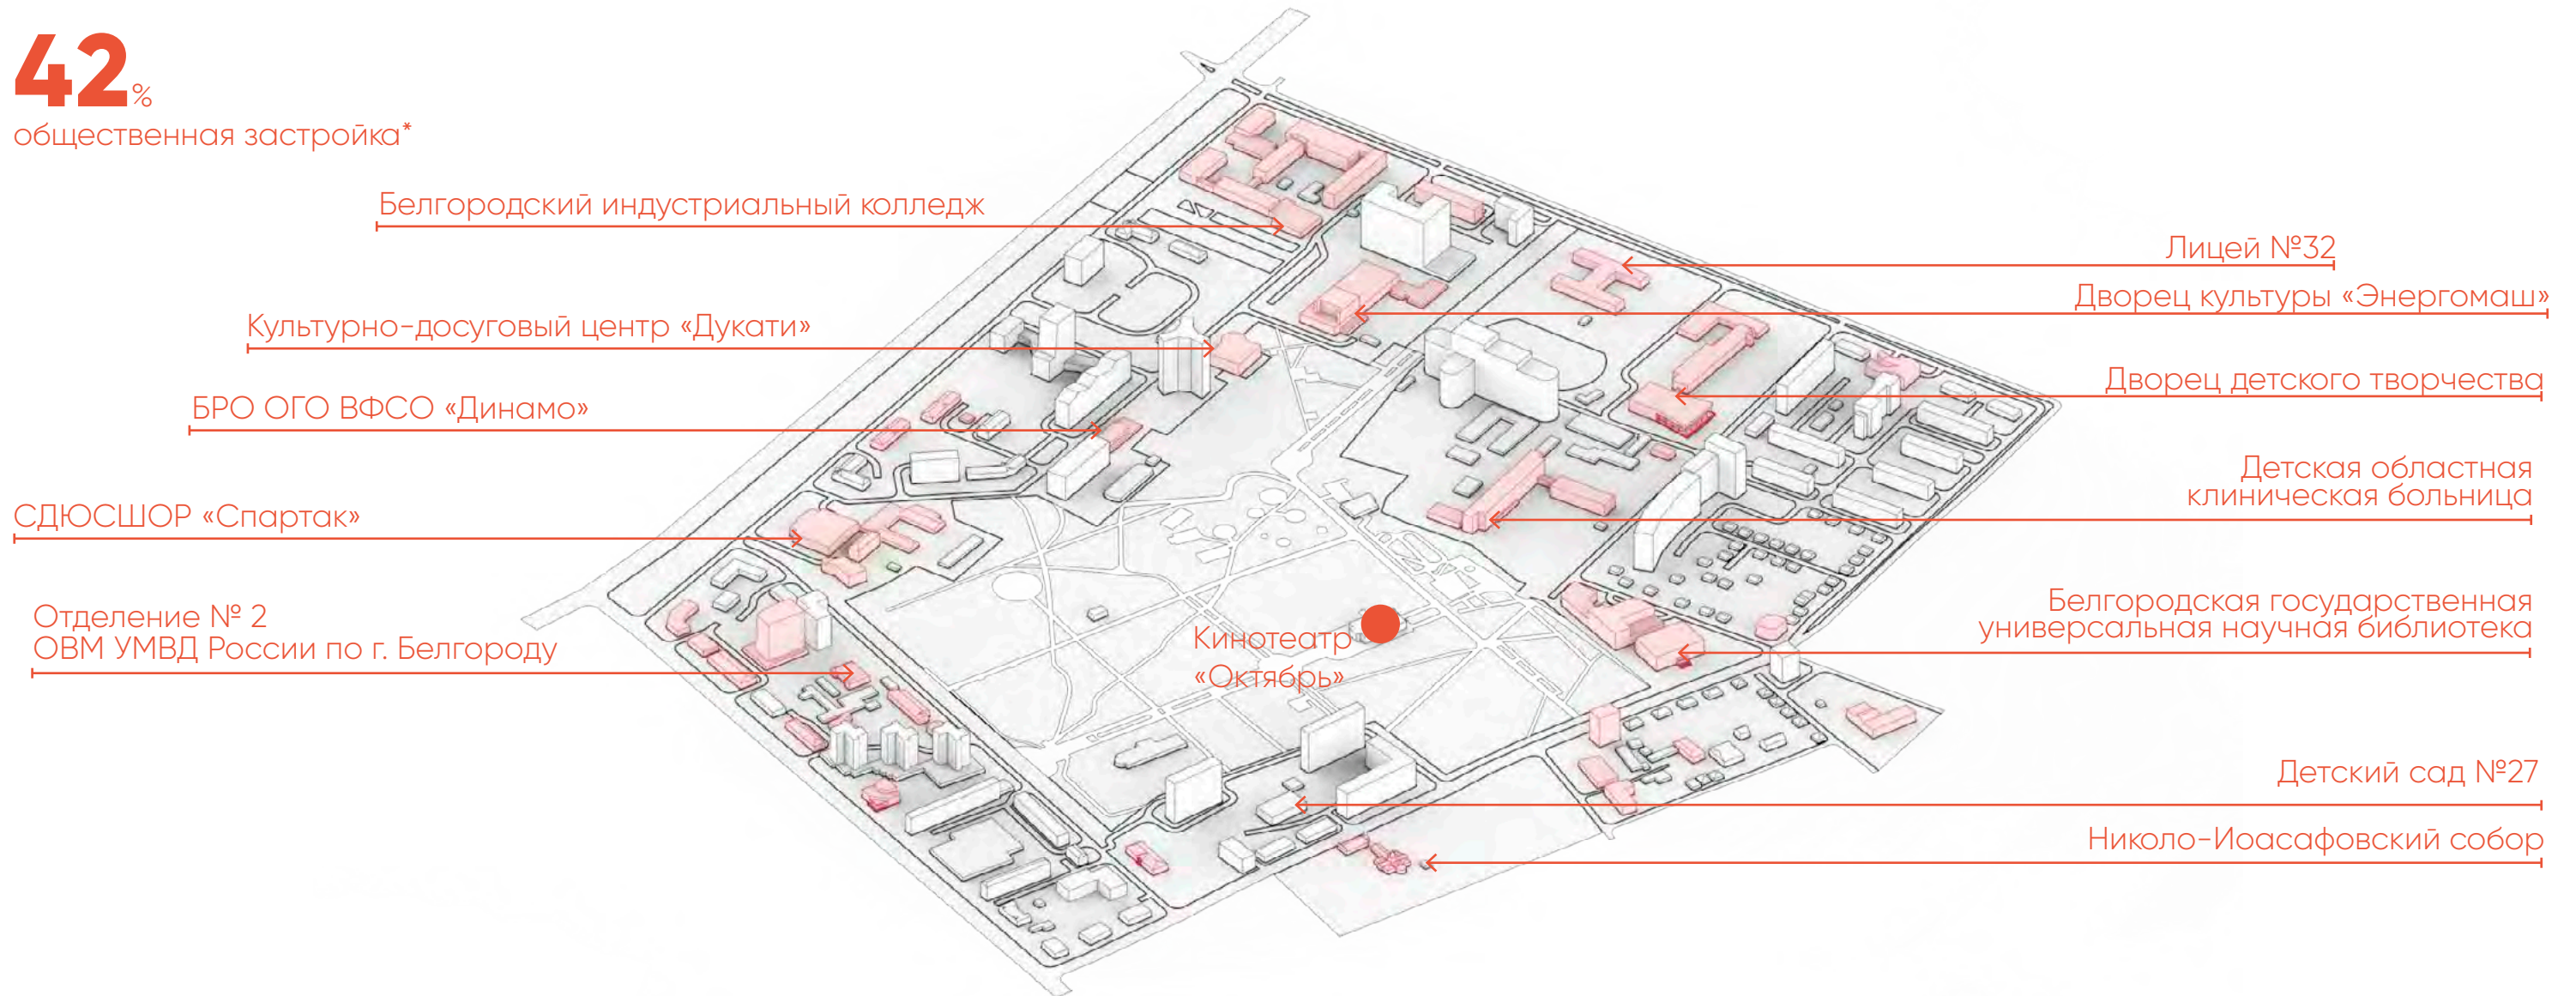 42%
общественная застройка*
Белгородский индустриальный колледж
Культурно-досуговый центр «Дукати»
БРО ОГО ВФСО «Динамо»
СДЮСШОР «Спартак»
Отделение № 2
ОВМ УМВД России по г. Белгороду
Кинотеатр
«Октябрь»
Лицей №32
Дворец культуры «Энергомаш»
Дворец детского творчества
Детская областная
клиническая больница
Белгородская государственная
универсальная научная библиотека
Детский сад №27
Николо-Иоасафовский собор